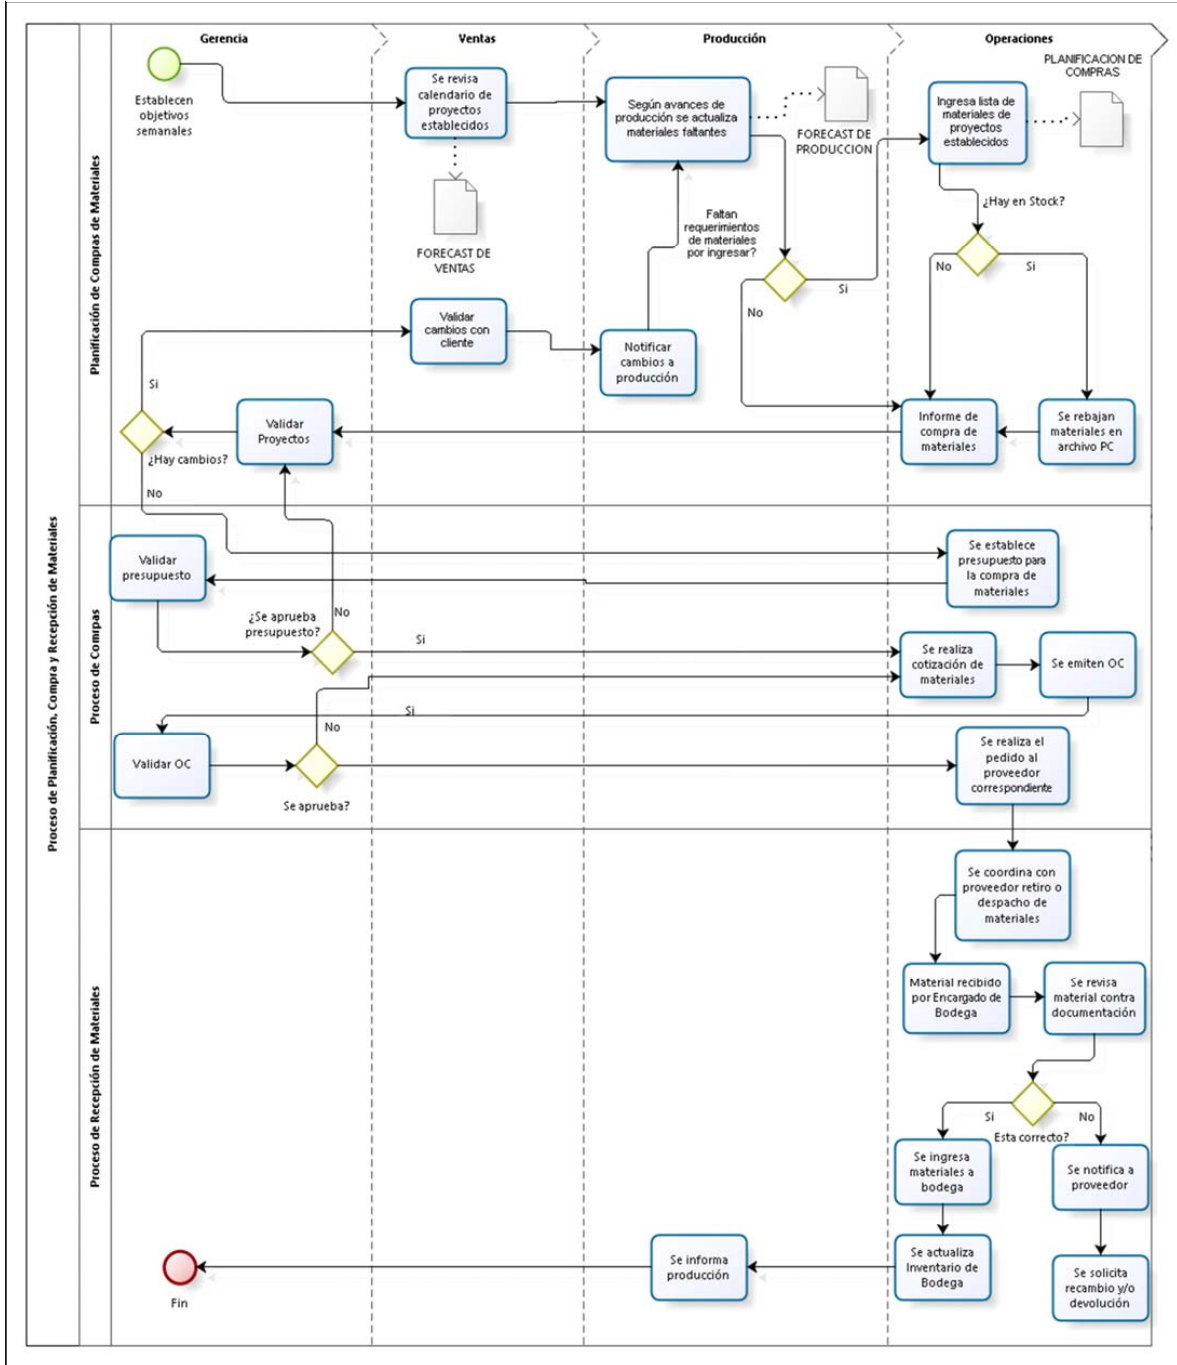 Gerencia
Ventas
Producción
Operaciones
Proceso de Planificación, Compra y Recepción de Materiales
Planificación de Compras de Materiales
Establecen
objetivos
semanales
Se revisa
calendario de
proyectos
establecidos
FORECAST DE
VENTAS
Según avances de
producción se actualiza
materiales faltantes
FORECAST DE
PRODUCCION
Ingresa lista de
materiales de
proyectos
establecidos
PLANIFICACION DE
COMPRAS
¿Hay en Stock?
No
Si
Faltan
requerimientos
de materiales
por ingresar?
Si
No
Validar
cambios con
cliente
Notificar
cambios a
producción
Informe de
compra de
materiales
Se rebajan
materiales en
archivo PC
Validar
Proyectos
Si
¿Hay cambios?
No
Proceso de Compas
Validar
presupuesto
Se establece
presupuesto para
la compra de
materiales
¿Se aprueba
presupuesto?
No
Si
Se realiza
cotización de
materiales
Se emiten OC
Si
No
Validar OC
Se aprueba?
Se realiza el
pedido al
proveedor
correspondiente
Proceso de Recepción de Materiales
Se coordina con
proveedor retiro o
despacho de
materiales
Material recibido
por Encargado de
Bodega
Se revisa
material contra
documentación
Si
No
Esta correcto?
Se ingresa
materiales a
bodega
Se notifica a
proveedor
Se actualiza
Inventario de
Bodega
Se solicita
recambio y/o
devolución
Se informa
producción
Fin